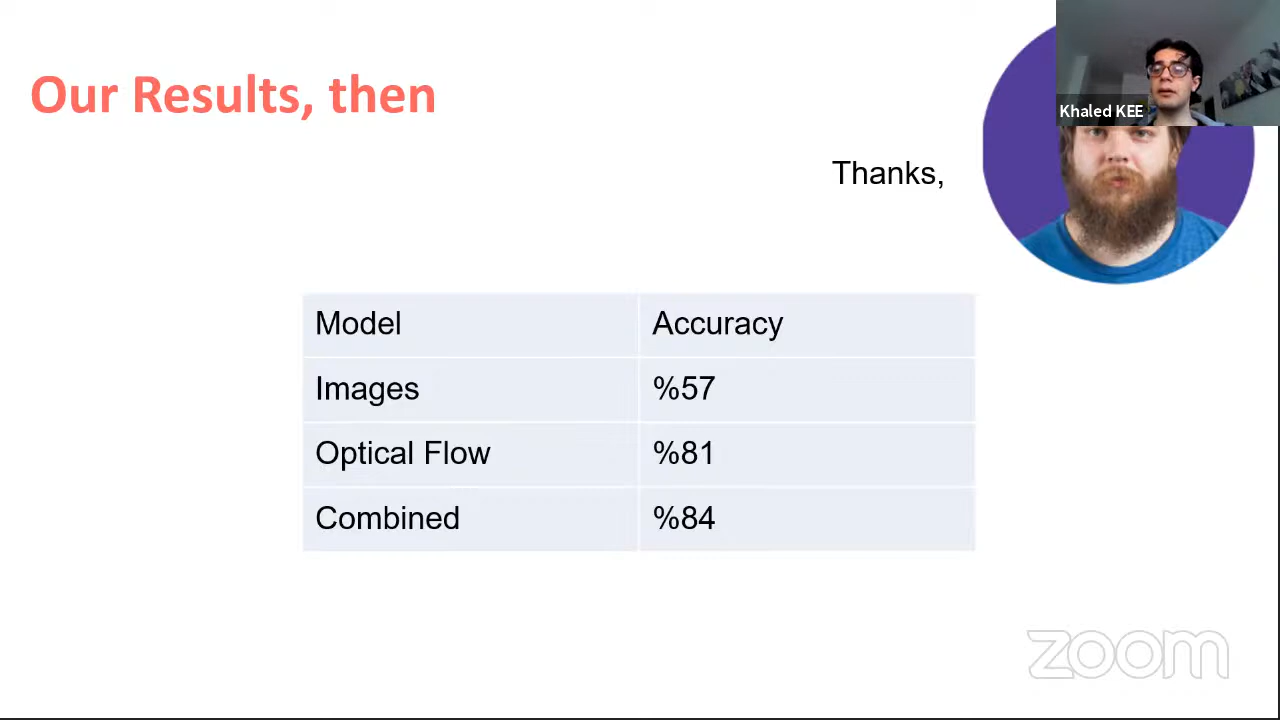 Our Results, then
Khaled KEE
Thanks,
Model Accuracy
Images %57
Optical Flow %81
Combined %84
zoom